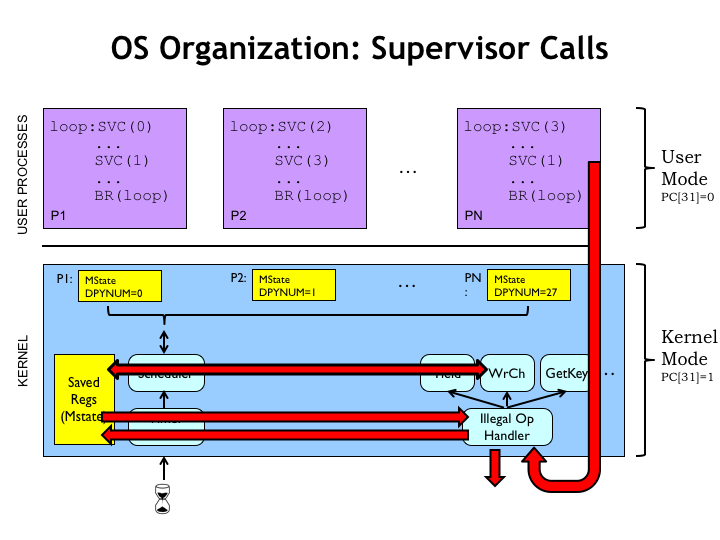 OS Organization: Supervisor Calls
USER PROCESSES
loop:SVC(0)
...
SVC(1)
...
BR(loop)
P1
loop:SVC(2)
...
SVC(3)
...
BR(loop)
P2
...
loop:SVC(3)
...
SVC(1)
...
BR(loop)
PN
User
Mode
PC[31]=0
KERNEL
P1:
MState
DPYNUM=0
P2:
MState
DPYNUM=1
...
PN
:
MState
DPYNUM=27
Kernel
Mode
PC[31]=1
Saved
Regs
(Mstate
WrCh
GetKey
..
Illegal Op
Handler